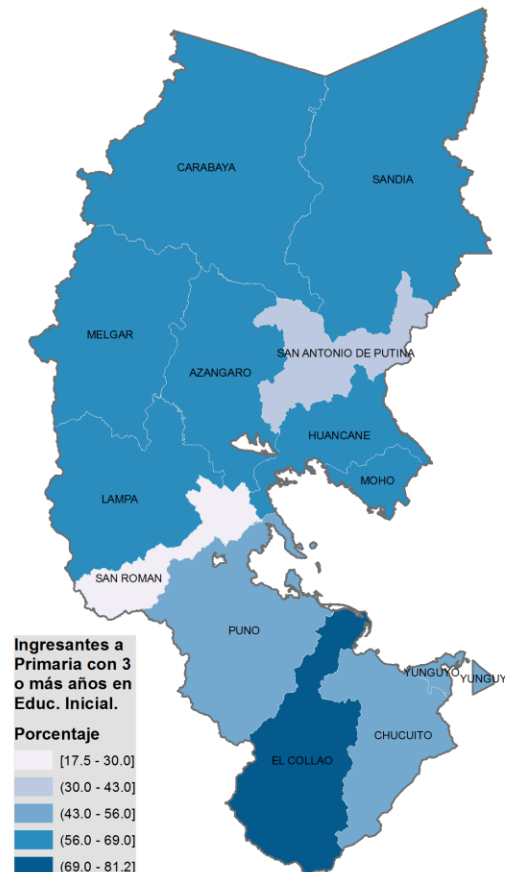 CARABAYA
SANDIA
MELGAR
AZANGARO
SAN ANTONIO DE PUTINA
HUANCANE
MOHO
LAMPA
SAN ROMAN
PUNO
YUNGUYO
YUNGUY
CHUCUITO
EL COLLAO
Ingresantes a
Primaria con 3
o más años en
Educ. Inicial.
Porcentaje
[17.5 - 30.0]
(30.0 - 43.0]
(43.0 - 56.0]
(56.0 - 69.0]
(69.0 - 81.2]